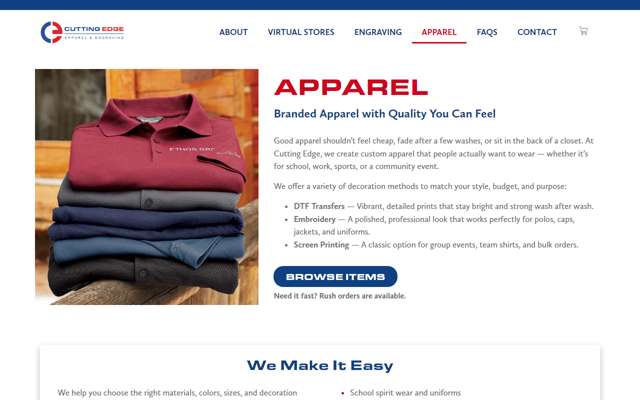 CUTTING EDGE
APPAREL & ENGRAVING
ABOUT
VIRTUAL STORES
ENGRAVING
APPAREL
FAQS
CONTACT
APPAREL
Branded Apparel with Quality You Can Feel
Good apparel shouldn't feel cheap, fade after a few washes, or sit in the back of a closet. At
Cutting Edge, we create custom apparel that people actually want to wear — whether it's
for school, work, sports, or a community event.
We offer a variety of decoration methods to match your style, budget, and purpose:
• DTF Transfers — Vibrant, detailed prints that stay bright and strong wash after wash.
• Embroidery — A polished, professional look that works perfectly for polos, caps,
jackets, and uniforms.
• Screen Printing — A classic option for group events, team shirts, and bulk orders.
BROWSE ITEMS
Need it fast? Rush orders are available.
We Make It Easy
We help you choose the right materials, colors, sizes, and decoration
• School spirit wear and uniforms